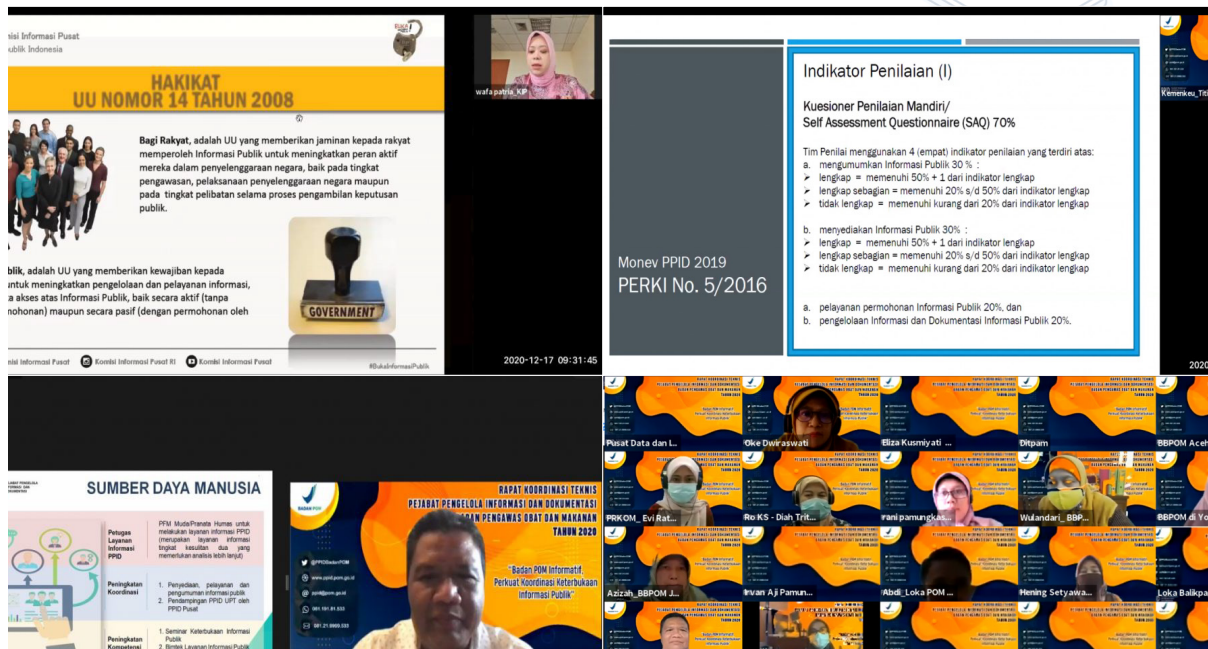 nisi Informasi Pusat
publik Indonesia
HAKIKAT
UU NOMOR 14 TAHUN 2008
Bagi Rakyat, adalah UU yang memberikan jaminan kepada rakyat
memperoleh Informasi Publik untuk meningkatkan peran aktif
mereka dalam penyelenggaraan negara, baik pada tingkat
pengawasan, pelaksanaan penyelenggaraan negara maupun
pada tingkat pelibatan selama proses pengambilan keputusan
publik.
blik, adalah UU yang memberikan kewajiban kepada
untuk meningkatkan pengelolaan dan pelayanan informasi,
a akses atas Informasi Publik, baik secara aktif (tanpa
mohonan) maupun secara pasif (dengan permohonan oleh
GOVERNMENT
misi Informasi Pusat
Komisi Informasi Pusat RI
Komisi Informasi Pusat
#BukaInformasiPublik
wafa patria_KIP
2020-12-17 09:31:45
Monev PPID 2019
PERKI No. 5/2016
Indikator Penilaian (I)
Kuesioner Penilaian Mandiri/
Self Assessment Questionnaire (SAQ) 70%
Tim Penilai menggunakan 4 (empat) indikator penilaian yang terdiri atas:
a. mengumumkan Informasi Publik 30 % :
➢ lengkap = memenuhi 50% + 1 dari indikator lengkap
➢ lengkap sebagian = memenuhi 20% s/d 50% dari indikator lengkap
➢ tidak lengkap = memenuhi kurang dari 20% dari indikator lengkap
b. menyediakan Informasi Publik 30% :
➢ lengkap = memenuhi 50% + 1 dari indikator lengkap
➢ lengkap sebagian = memenuhi 20% s/d 50% dari indikator lengkap
➢ tidak lengkap = memenuhi kurang dari 20% dari indikator lengkap
a. pelayanan permohonan Informasi Publik 20%, dan
b. pengelolaan Informasi dan Dokumentasi Informasi Publik 20%.
Kemenkeu_Titi
2020
SUMBER DAYA MANUSIA
Petugas
Layanan
Informasi
PPID
PFM Muda/Pranata Humas untuk
melakukan layanan informasi PPID
(merupakan layanan informasi
tingkat kesulitan dua yang
memerlukan analisis lebih lanjut)
Peningkatan
Koordinasi
1. Penyediaan, pelayanan dan
pengumuman informasi publik
2. Pendampingan PPID UPT oleh
PPID Pusat
Peningkatan
Kompetensi
1. Seminar Keterbukaan Informasi
Publik
2. Bimtek Layanan Informasi Publik
BADAN POM
RAPAT KOORDINASI TEKNIS
PEJABAT PENGELOLA INFORMASI DAN DOKUMENTASI
BADAN PENGAWAS OBAT DAN MAKANAN
TAHUN 2020
@PPIDBadanPOM
www.ppid.pom.go.id
ppid@pom.go.id
"Badan POM Informatif,
Perkuat Koordinasi Keterbukaan
Informasi Publik"
Pusat Data dan I...
Oke Dwiraswati
Eliza Kusmiyati ...
Ditpam
BBPOM Aceh
PRKOM_ Evi Rat...
Ro KS - Diah Trit...
rani pamungkas...
Wulandari_ BBP...
BBPOM di Yo
Azizah_BBPOM J...
Irvan Aji Pamun...
Abdi_Loka POM ...
Hening Setyawa...
Loka Balikpa